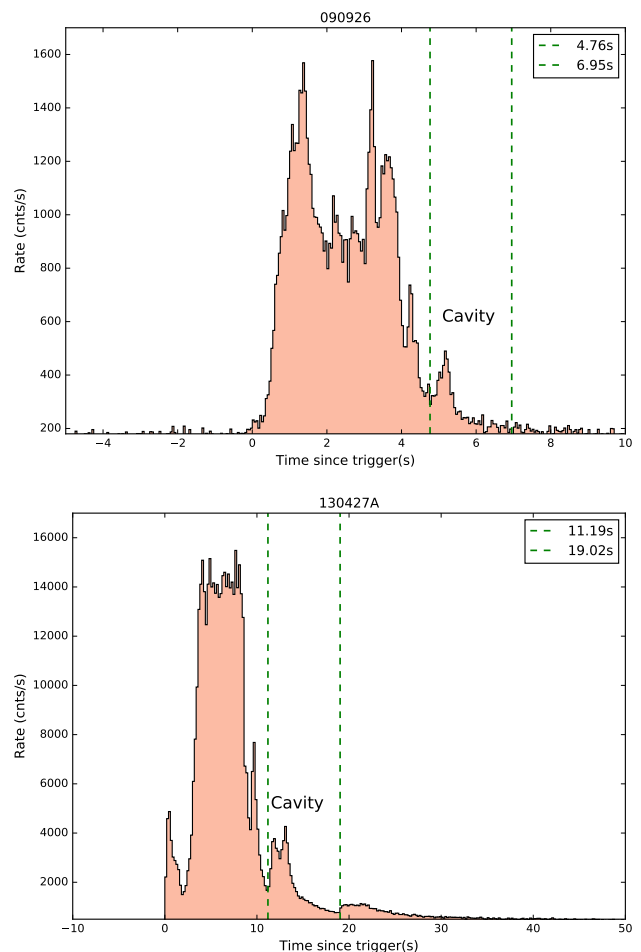 090926
1600
1400
1200
1000
800
600
400
200
Rate (cnts/s)
4.76s
6.95s
Cavity
−4 −2 0 2 4 6 8 10
Time since trigger(s)
130427A
16000
14000
12000
10000
8000
6000
4000
2000
Rate (cnts/s)
11.19s
19.02s
Cavity
−10 0 10 20 30 40 50
Time since trigger(s)